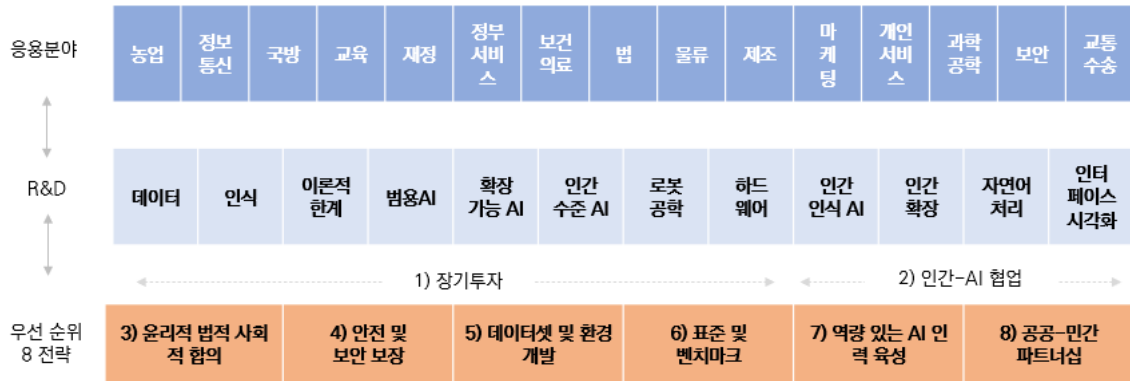 응용분야
농업
정보
통신
국방
교육
재정
정부
서비
스
보건
의료
법
물류
제조
마
케
팅
개인
서비
스
과학
공학
보안
교통
수송
R&D
데이터
인식
이론적
한계
범용AI
확장
가능 AI
인간
수준 AI
로봇
공학
하드
웨어
인간
인식 AI
인간
확장
자연어
처리
인터
페이스
시각화
1) 장기투자
2) 인간-AI 협업
우선 순위
8 전략
3) 윤리적 법적 사회
적 합의
4) 안전 및
보안 보장
5) 데이터셋 및 환경
개발
6) 표준 및
벤치마크
7) 역량 있는 AI 인
력 육성
8) 공공-민간
파트너십